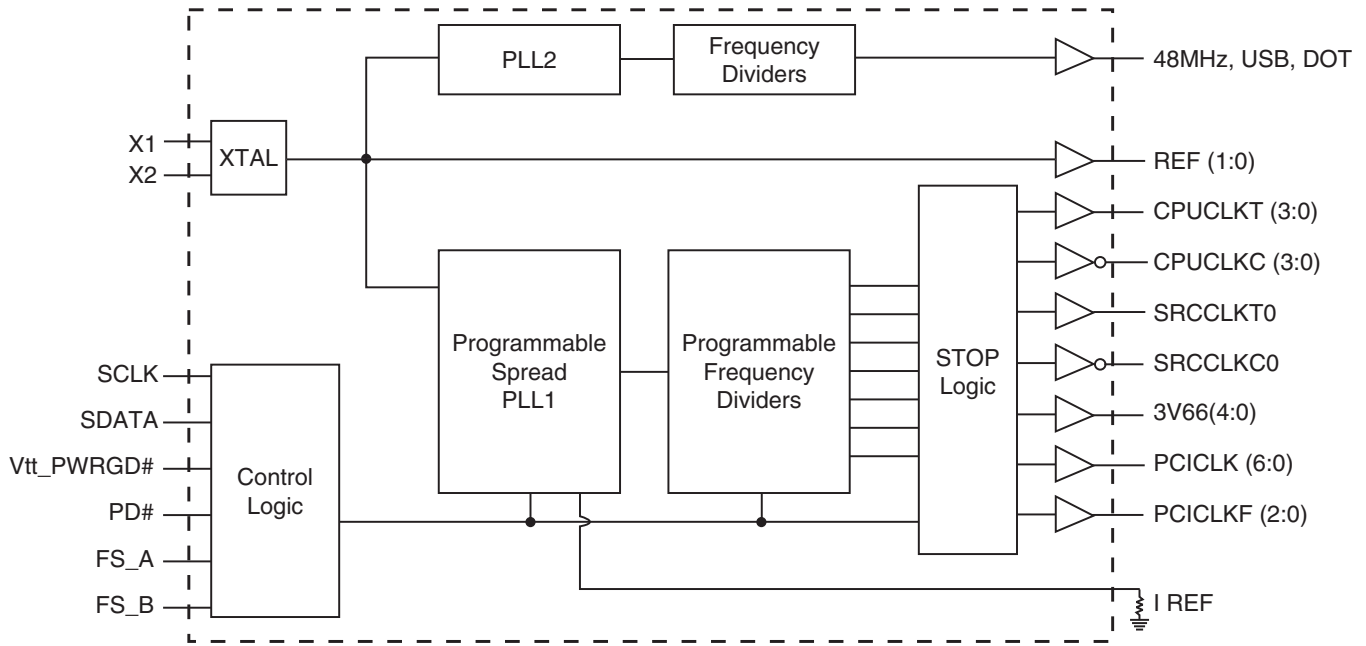 PLL2
Frequency
Dividers
48MHz, USB, DOT
X1
X2
XTAL
REF (1:0)
CPUCLKT (3:0)
CPUCLKC (3:0)
SRCCLKT0
SRCCLKC0
3V66(4:0)
PCICLK (6:0)
PCICLKF (2:0)
Programmable
Spread
PLL1
Programmable
Frequency
Dividers
STOP
Logic
SCLK
SDATA
Vtt_PWRGD#
PD#
FS_A
FS_B
Control
Logic
I REF